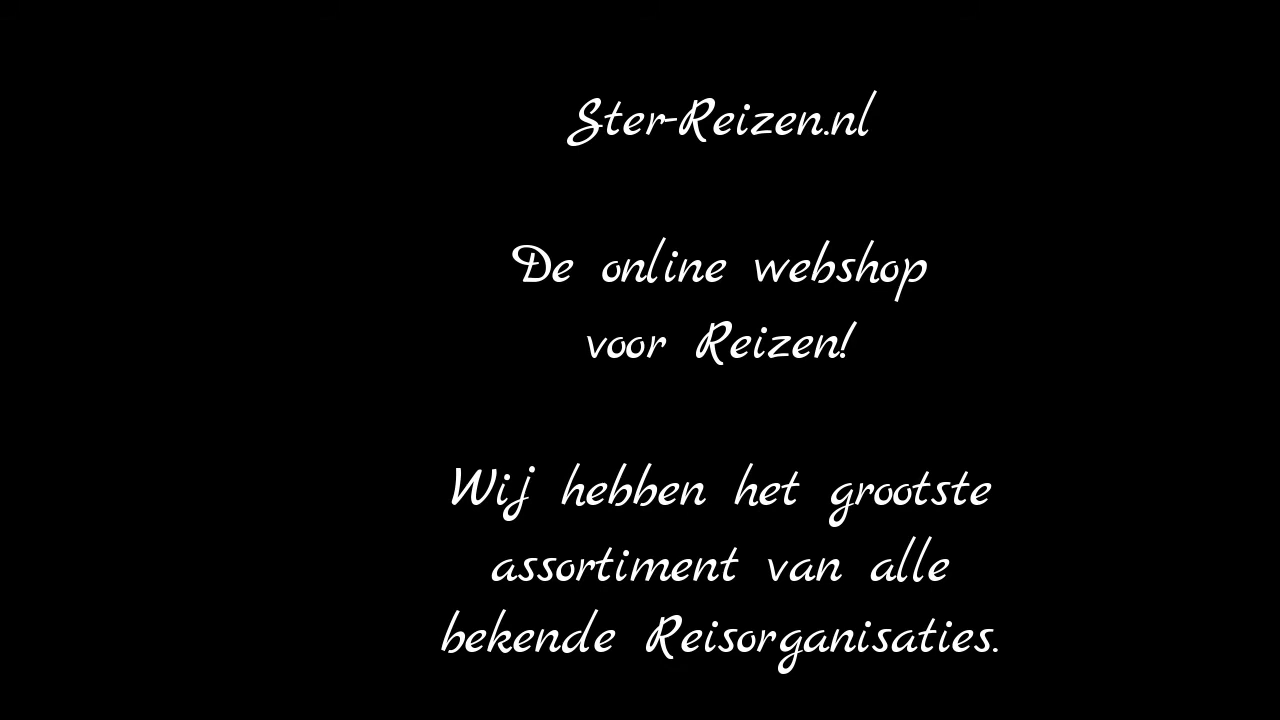 Ster-Reizen.nl
De online webshop
voor Reizen!
Wij hebben het grootste
assortiment van alle
bekende Reisorganisaties.